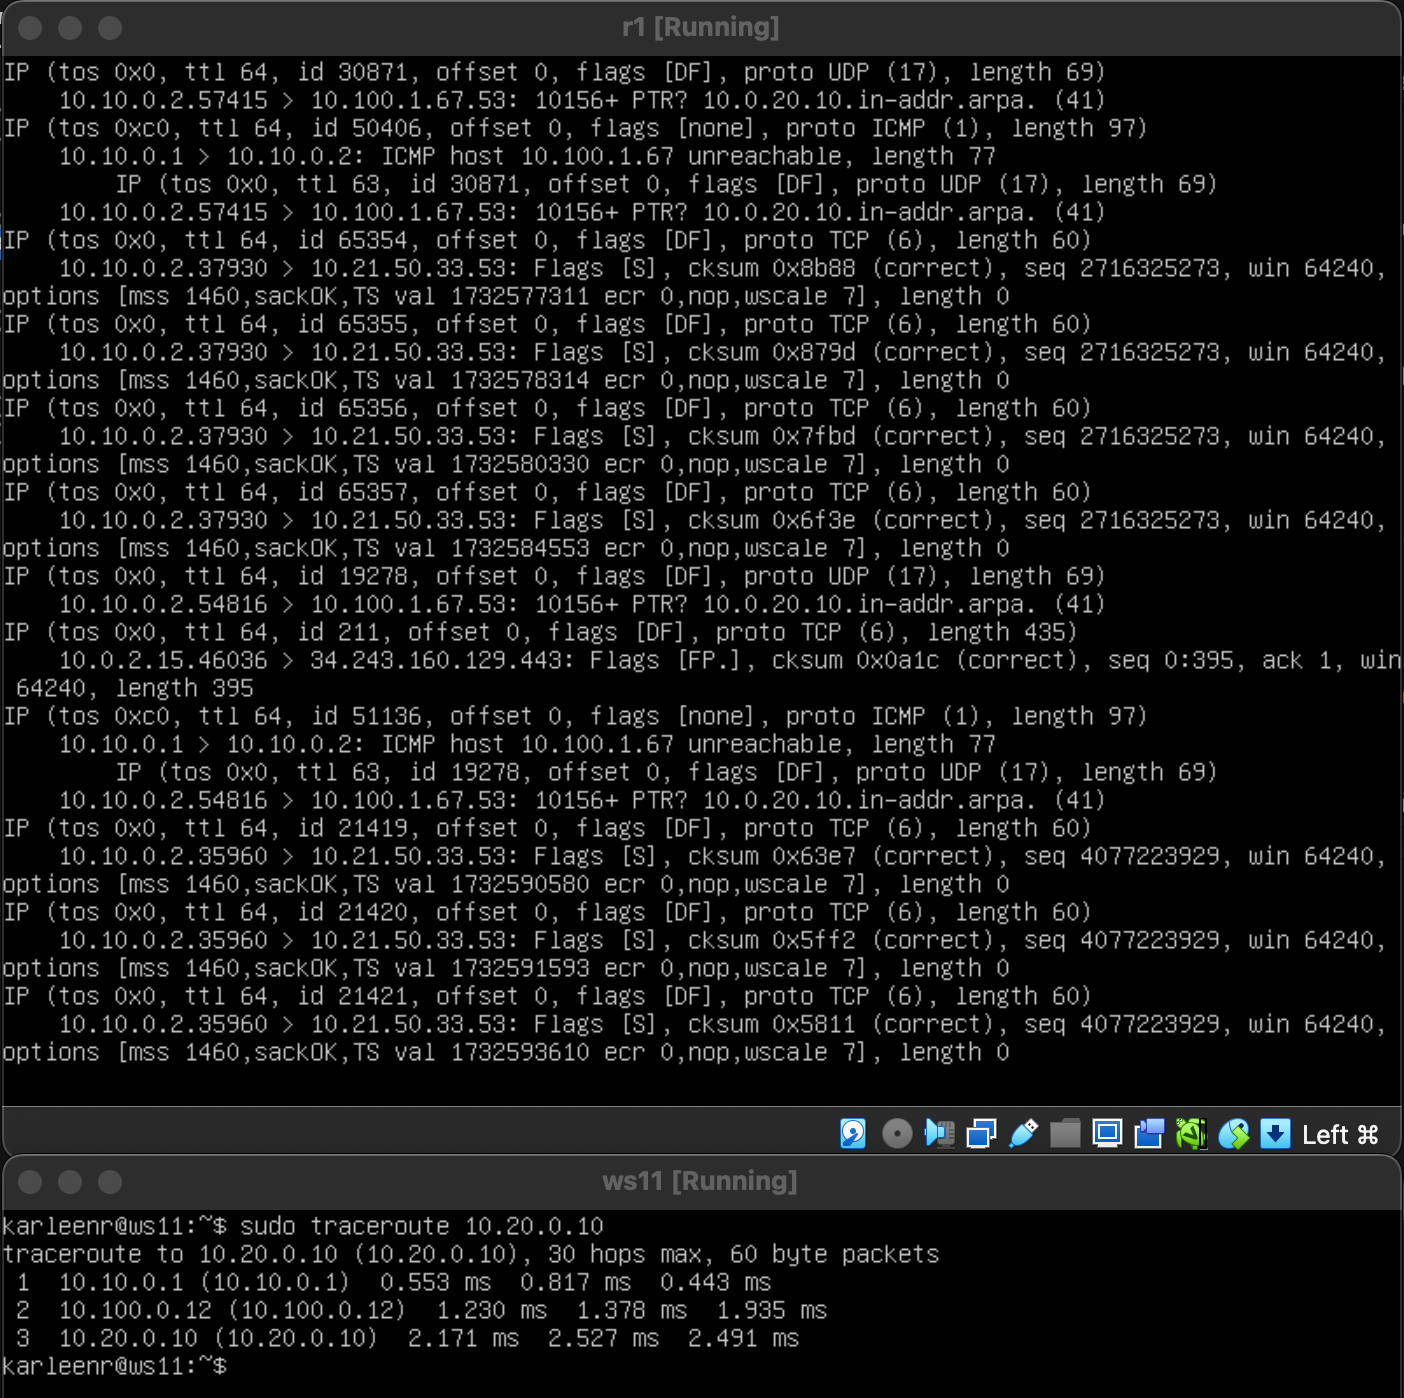 r1 [Running]
IP (tos 0x0, ttl 64, id 30871, offset 0, flags [DF], proto UDP (17), length 69)
    10.10.0.2.57415 > 10.100.1.67.53: 10156+ PTR? 10.0.20.10.in-addr.arpa. (41)
IP (tos 0xc0, ttl 64, id 50406, offset 0, flags [none], proto ICMP (1), length 97)
    10.10.0.1 > 10.10.0.2: ICMP host 10.100.1.67 unreachable, length 77
        IP (tos 0x0, ttl 63, id 30871, offset 0, flags [DF], proto UDP (17), length 69)
    10.10.0.2.57415 > 10.100.1.67.53: 10156+ PTR? 10.0.20.10.in-addr.arpa. (41)
IP (tos 0x0, ttl 64, id 65354, offset 0, flags [DF], proto TCP (6), length 60)
    10.10.0.2.37930 > 10.21.50.33.53: Flags [S], cksum 0x8b88 (correct), seq 2716325273, win 64240,
options [mss 1460,sackOK,TS val 1732577311 ecr 0,nop,wscale 7], length 0
IP (tos 0x0, ttl 64, id 65355, offset 0, flags [DF], proto TCP (6), length 60)
    10.10.0.2.37930 > 10.21.50.33.53: Flags [S], cksum 0x879d (correct), seq 2716325273, win 64240,
options [mss 1460,sackOK,TS val 1732578314 ecr 0,nop,wscale 7], length 0
IP (tos 0x0, ttl 64, id 65356, offset 0, flags [DF], proto TCP (6), length 60)
    10.10.0.2.37930 > 10.21.50.33.53: Flags [S], cksum 0x7fbd (correct), seq 2716325273, win 64240,
options [mss 1460,sackOK,TS val 1732580330 ecr 0,nop,wscale 7], length 0
IP (tos 0x0, ttl 64, id 65357, offset 0, flags [DF], proto TCP (6), length 60)
    10.10.0.2.37930 > 10.21.50.33.53: Flags [S], cksum 0x6f3e (correct), seq 2716325273, win 64240,
options [mss 1460,sackOK,TS val 1732584553 ecr 0,nop,wscale 7], length 0
IP (tos 0x0, ttl 64, id 19278, offset 0, flags [DF], proto UDP (17), length 69)
    10.10.0.2.54816 > 10.100.1.67.53: 10156+ PTR? 10.0.20.10.in-addr.arpa. (41)
IP (tos 0x0, ttl 64, id 211, offset 0, flags [DF], proto TCP (6), length 435)
    10.0.2.15.46036 > 34.243.160.129.443: Flags [FP.], cksum 0x0a1c (correct), seq 0:395, ack 1, win
 64240, length 395
IP (tos 0xc0, ttl 64, id 51136, offset 0, flags [none], proto ICMP (1), length 97)
    10.10.0.1 > 10.10.0.2: ICMP host 10.100.1.67 unreachable, length 77
        IP (tos 0x0, ttl 63, id 19278, offset 0, flags [DF], proto UDP (17), length 69)
    10.10.0.2.54816 > 10.100.1.67.53: 10156+ PTR? 10.0.20.10.in-addr.arpa. (41)
IP (tos 0x0, ttl 64, id 21419, offset 0, flags [DF], proto TCP (6), length 60)
    10.10.0.2.35960 > 10.21.50.33.53: Flags [S], cksum 0x63e7 (correct), seq 4077223929, win 64240,
options [mss 1460,sackOK,TS val 1732590580 ecr 0,nop,wscale 7], length 0
IP (tos 0x0, ttl 64, id 21420, offset 0, flags [DF], proto TCP (6), length 60)
    10.10.0.2.35960 > 10.21.50.33.53: Flags [S], cksum 0x5ff2 (correct), seq 4077223929, win 64240,
options [mss 1460,sackOK,TS val 1732591593 ecr 0,nop,wscale 7], length 0
IP (tos 0x0, ttl 64, id 21421, offset 0, flags [DF], proto TCP (6), length 60)
    10.10.0.2.35960 > 10.21.50.33.53: Flags [S], cksum 0x5811 (correct), seq 4077223929, win 64240,
options [mss 1460,sackOK,TS val 1732593610 ecr 0,nop,wscale 7], length 0
Left ⌘
ws11 [Running]
karleenr@ws11:~$ sudo traceroute 10.20.0.10
traceroute to 10.20.0.10 (10.20.0.10), 30 hops max, 60 byte packets
 1  10.10.0.1 (10.10.0.1)  0.553 ms  0.817 ms  0.443 ms
 2  10.100.0.12 (10.100.0.12)  1.230 ms  1.378 ms  1.935 ms
 3  10.20.0.10 (10.20.0.10)  2.171 ms  2.527 ms  2.491 ms
karleenr@ws11:~$